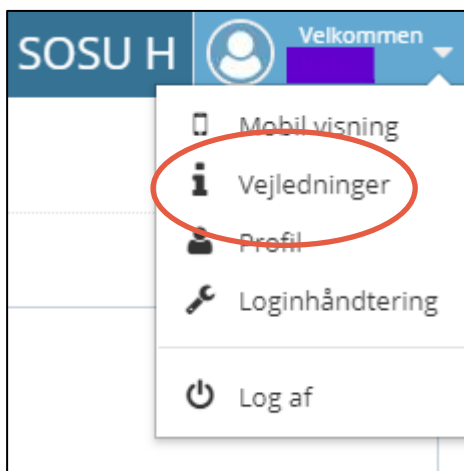 SOSU H
Velkommen
Mobil visning
Vejledninger
Profil
Loginhåndtering
Log af